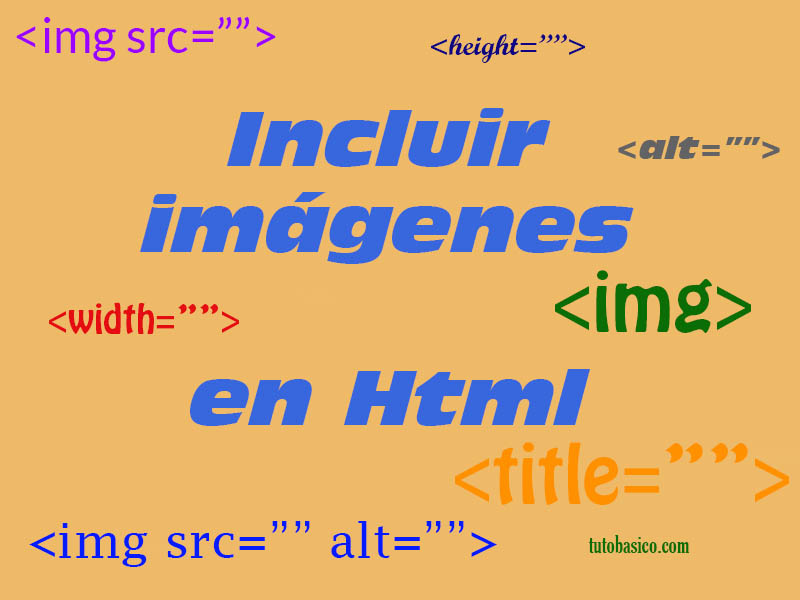 <img src=””>
<height=””>
Incluir
<alt=””>
imágenes
<width=””>
<img>
en Html
<title=””>
<img src=”” alt=””>
tutobasico.com